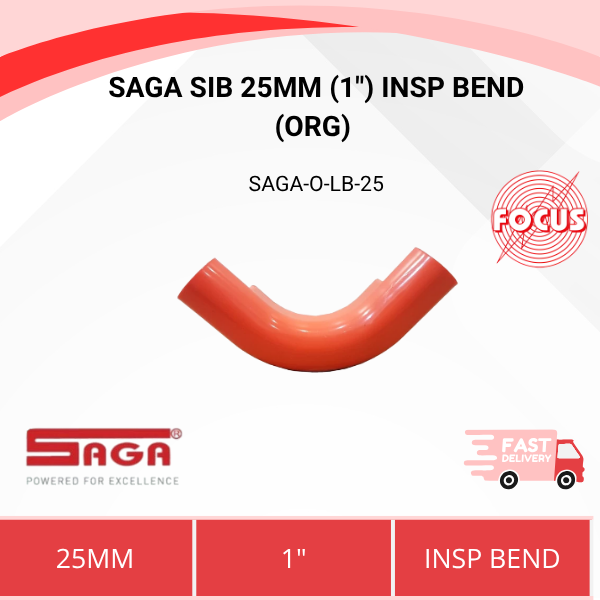 SAGA SIB 25MM (1") INSP BEND
(ORG)
SAGA-O-LB-25
FOCUS
SAGA®
POWERED FOR EXCELLENCE
FAST
DELIVERY
25MM
1"
INSP BEND